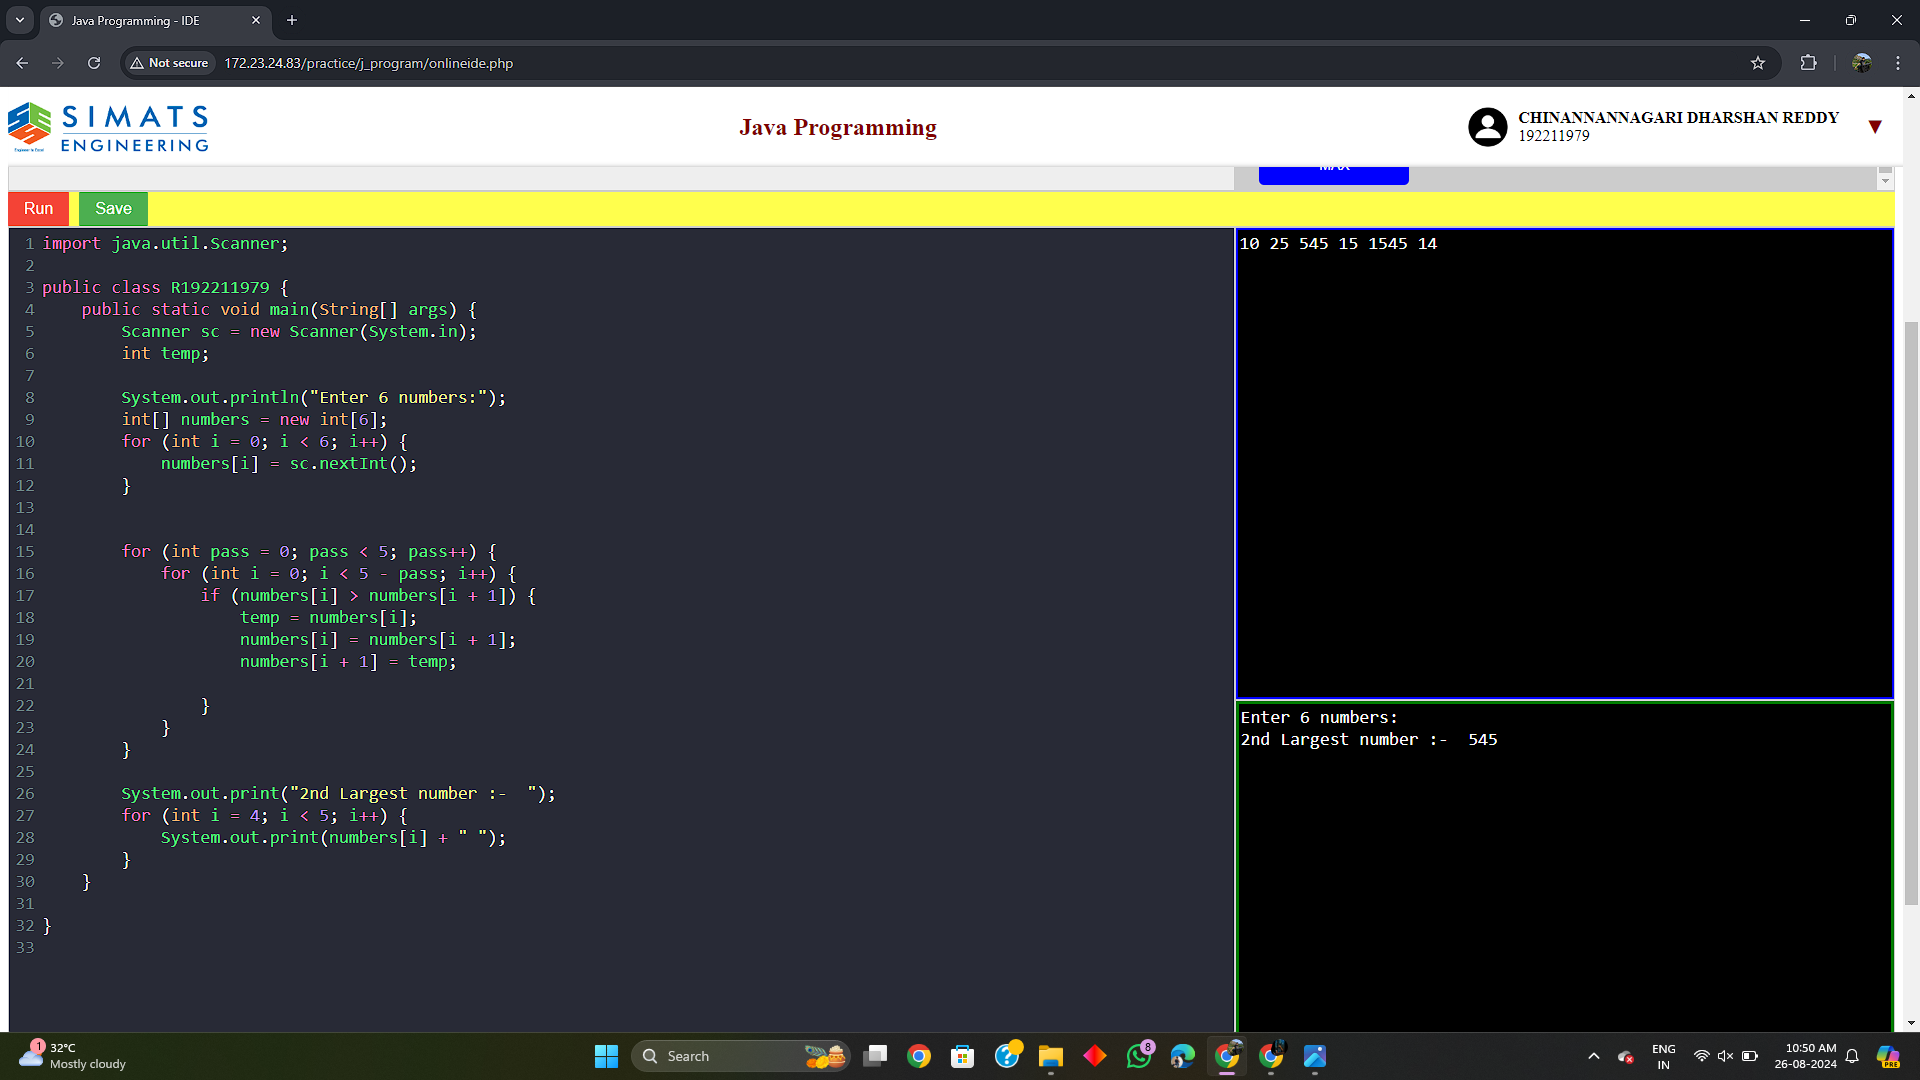 Java Programming - IDE
Not secure
172.23.24.83/practice/j_program/onlineide.php
SIMATS
ENGINEERING
Java Programming
CHINANNANNAGARI DHARSHAN REDDY
192211979
MAX
Run
Save
1 import java.util.Scanner;
2
3 public class R192211979 {
4 public static void main(String[] args) {
5 Scanner sc = new Scanner(System.in);
6 int temp;
7
8 System.out.println("Enter 6 numbers:");
9 int[] numbers = new int[6];
10 for (int i = 0; i < 6; i++) {
11 numbers[i] = sc.nextInt();
12 }
13
14
15 for (int pass = 0; pass < 5; pass++) {
16 for (int i = 0; i < 5 - pass; i++) {
17 if (numbers[i] > numbers[i + 1]) {
18 temp = numbers[i];
19 numbers[i] = numbers[i + 1];
20 numbers[i + 1] = temp;
21
22 }
23 }
24 }
25
26 System.out.print("2nd Largest number :-  ");
27 for (int i = 4; i < 5; i++) {
28 System.out.print(numbers[i] + " ");
29 }
30 }
31
32 }
33
10 25 545 15 1545 14
Enter 6 numbers:
2nd Largest number :-  545
1
32°C
Mostly cloudy
Search
8
ENG
IN
10:50 AM
26-08-2024
PRE